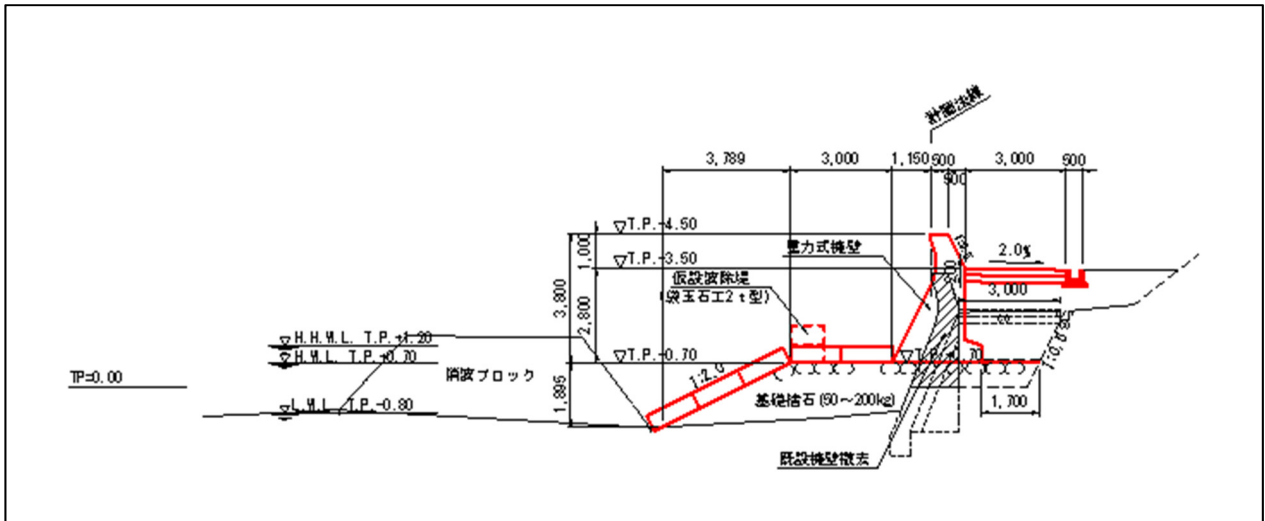 計画法線
3,789
3,000
1,150
500
500
3,000
500
▽T.P.+4.50
重力式擁壁
2.0%
▽T.P.+3.50
1,000
仮設波除堤
(袋玉石工2t型)
3,000
3,800
2,800
▽H.H.W.L. T.P.+1.20
▽H.W.L. T.P.+0.70
▽T.P.+0.70
消波ブロック
1:2.0
TP=0.00
▽L.W.L. T.P.-0.80
1,895
基礎捨石(50~200kg)
1,700
既設擁壁撤去